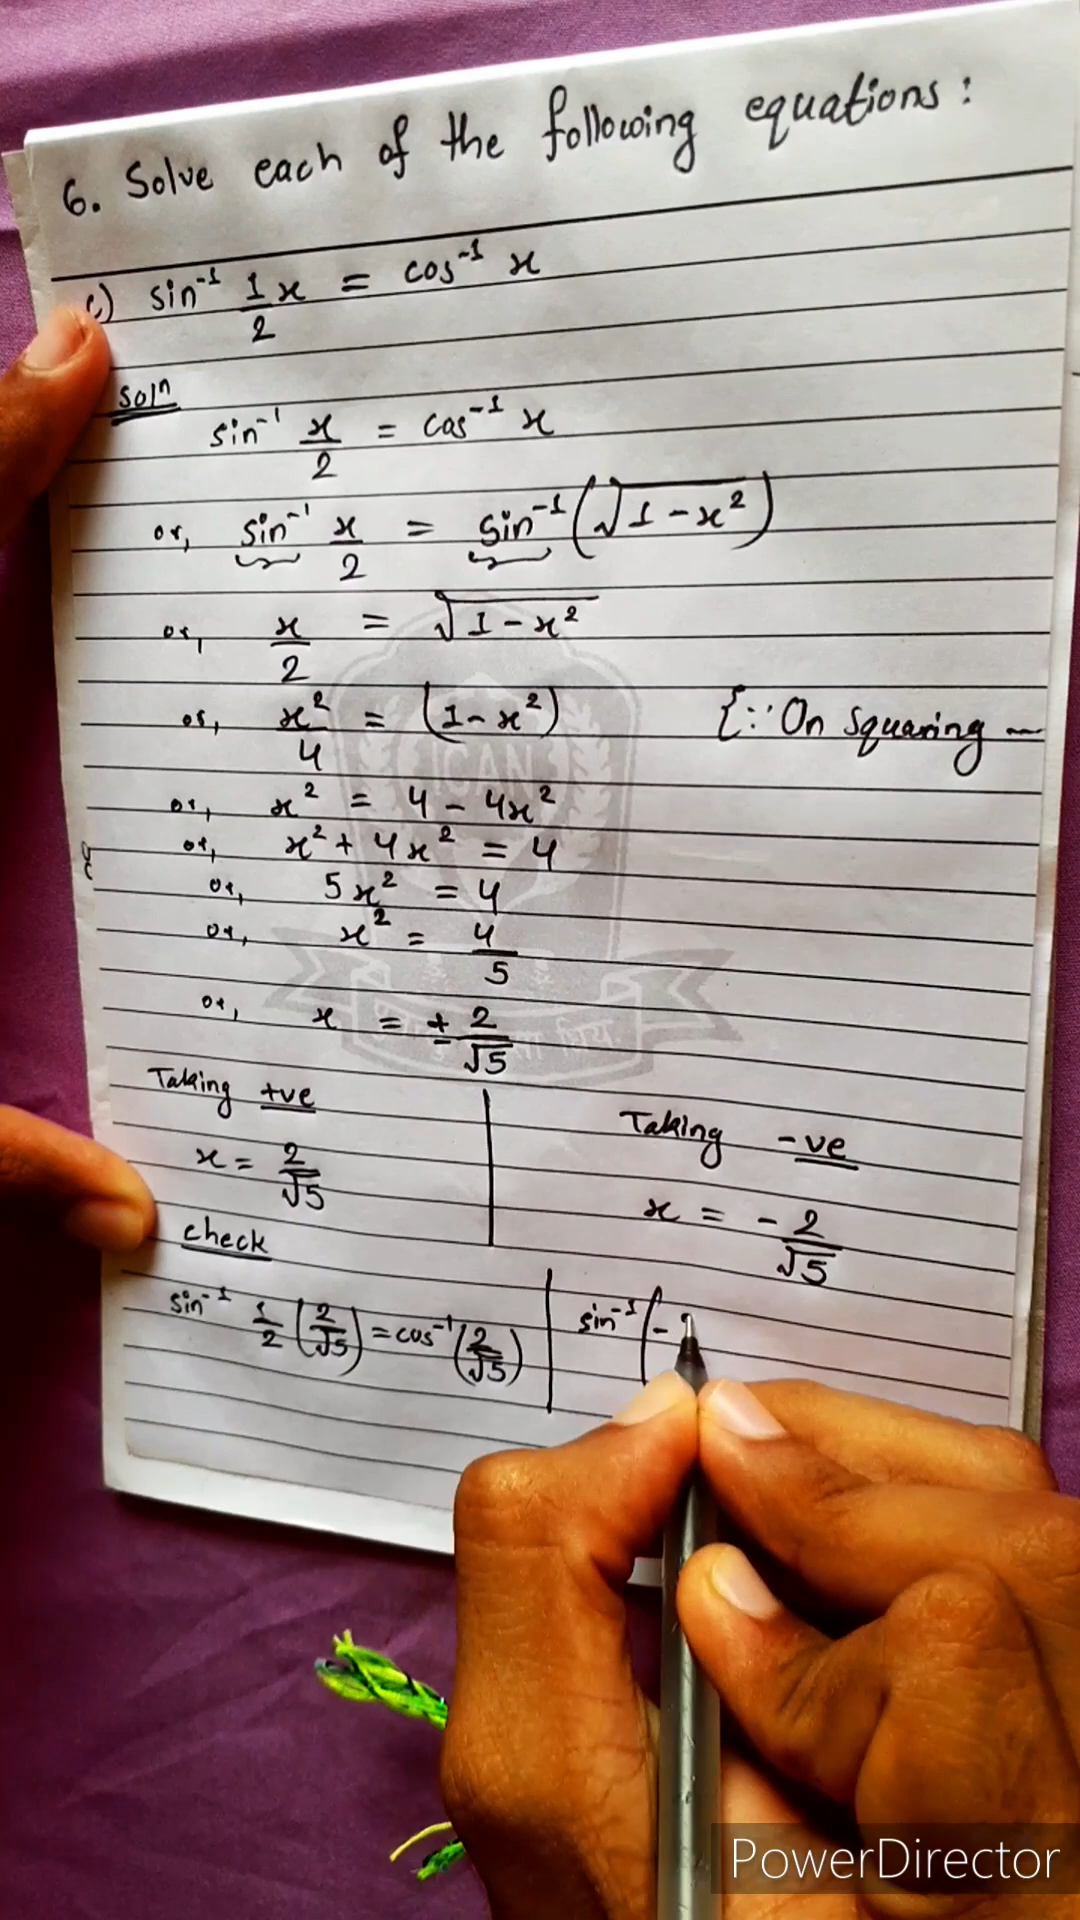 6. Solve each of the following equations:
c) sin⁻¹ 1/2 x = cos⁻¹ x
Solⁿ
sin⁻¹ x/2 = cos⁻¹ x
or, sin⁻¹ x/2 = sin⁻¹ (√1-x²)
or, x/2 = √1-x²
or, x²/4 = (1-x²) {∵ On Squaring —
or, x² = 4 - 4x²
or, x² + 4x² = 4
or, 5x² = 4
or, x² = 4/5
or, x = ± 2/√5
Taking +ve
x = 2/√5
check
sin⁻¹ 1/2 (2/√5) = cos⁻¹ (2/√5)
Taking -ve
x = - 2/√5
sin⁻¹ (-
ICAN
PowerDirector